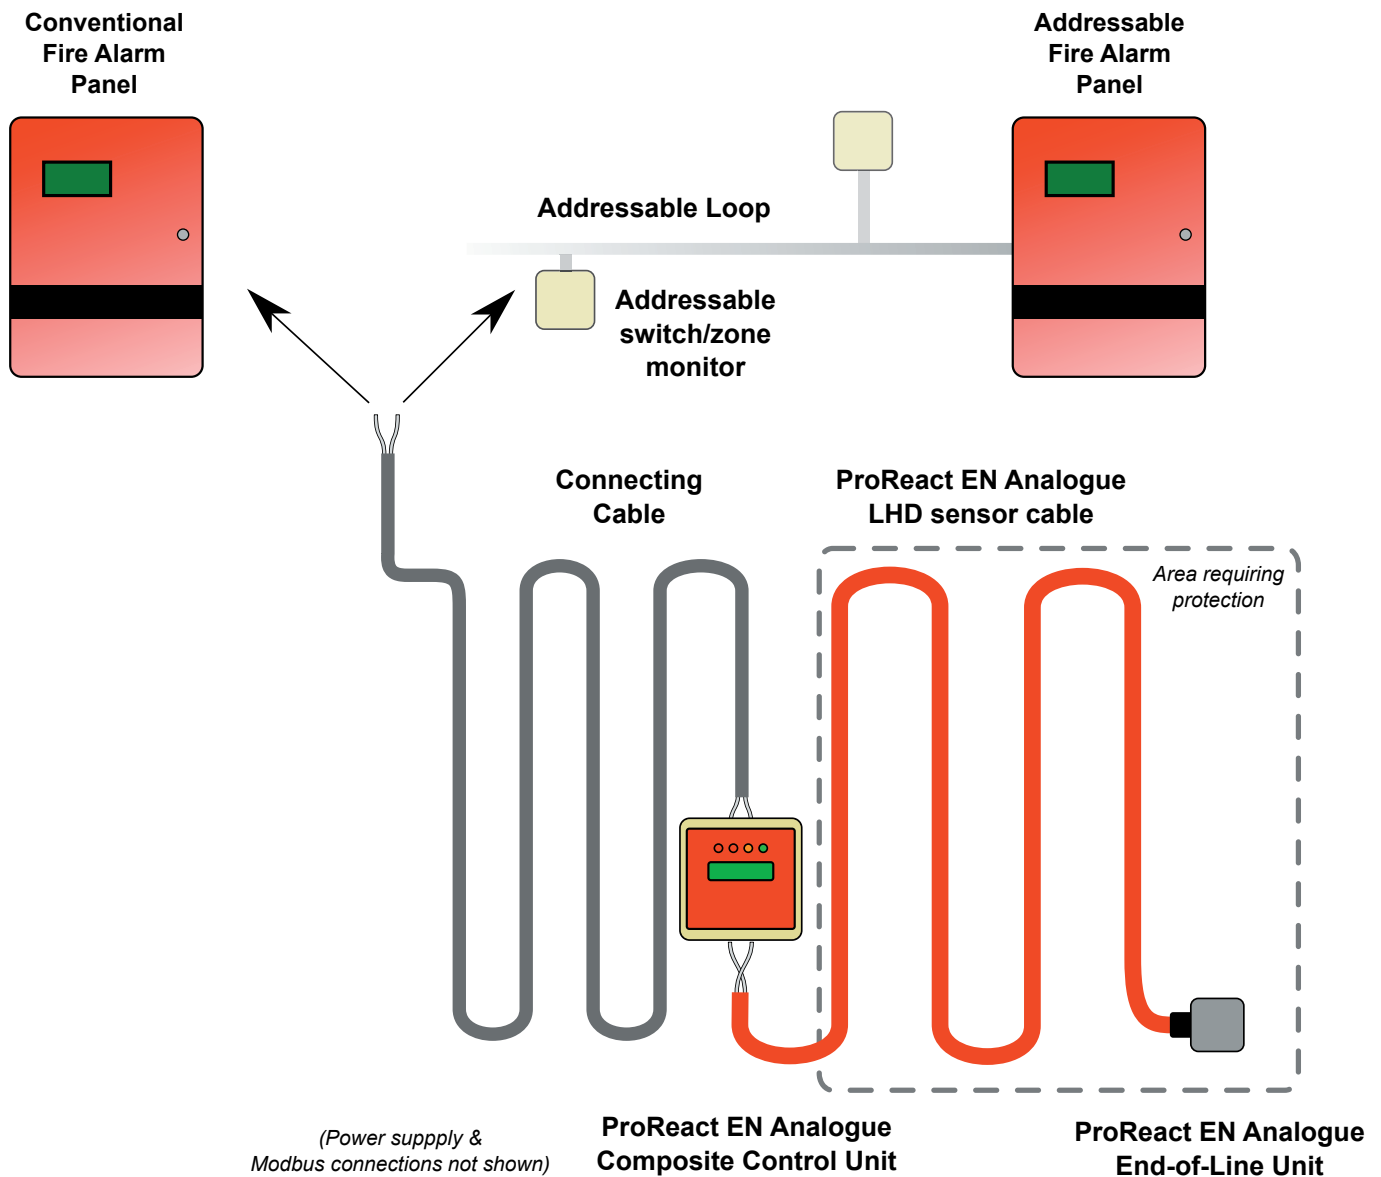 Conventional
Fire Alarm
Panel
Addressable
Fire Alarm
Panel
Addressable Loop
Addressable
switch/zone
monitor
Connecting
Cable
ProReact EN Analogue
LHD sensor cable
Area requiring
protection
(Power suppply &
Modbus connections not shown)
ProReact EN Analogue
Composite Control Unit
ProReact EN Analogue
End-of-Line Unit